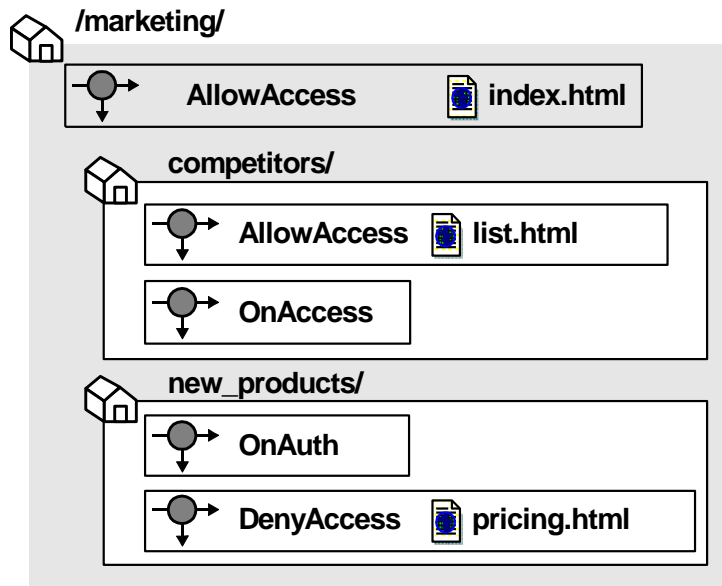 /marketing/
AllowAccess index.html
competitors/
AllowAccess list.html
OnAccess
new_products/
OnAuth
DenyAccess pricing.html